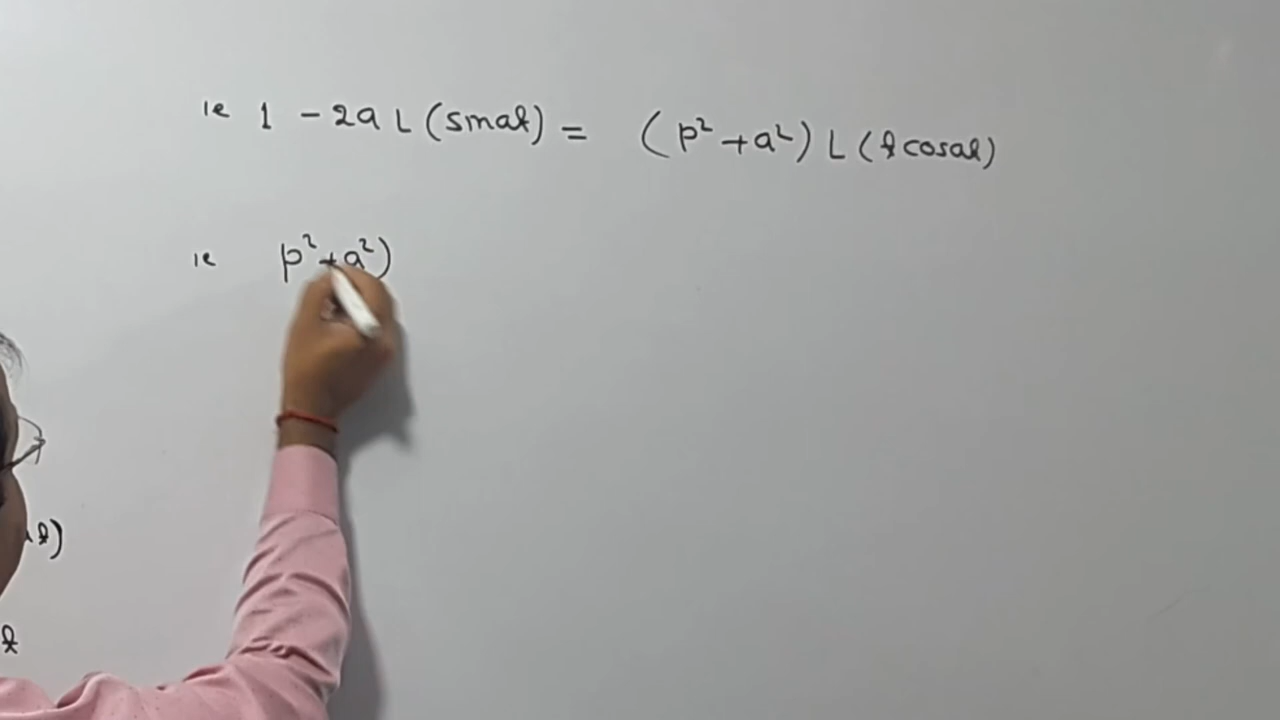 ie 1 - 2a L (sinat) = (p² + a²) L (t cosat)
ie p² + a²)
t)
t